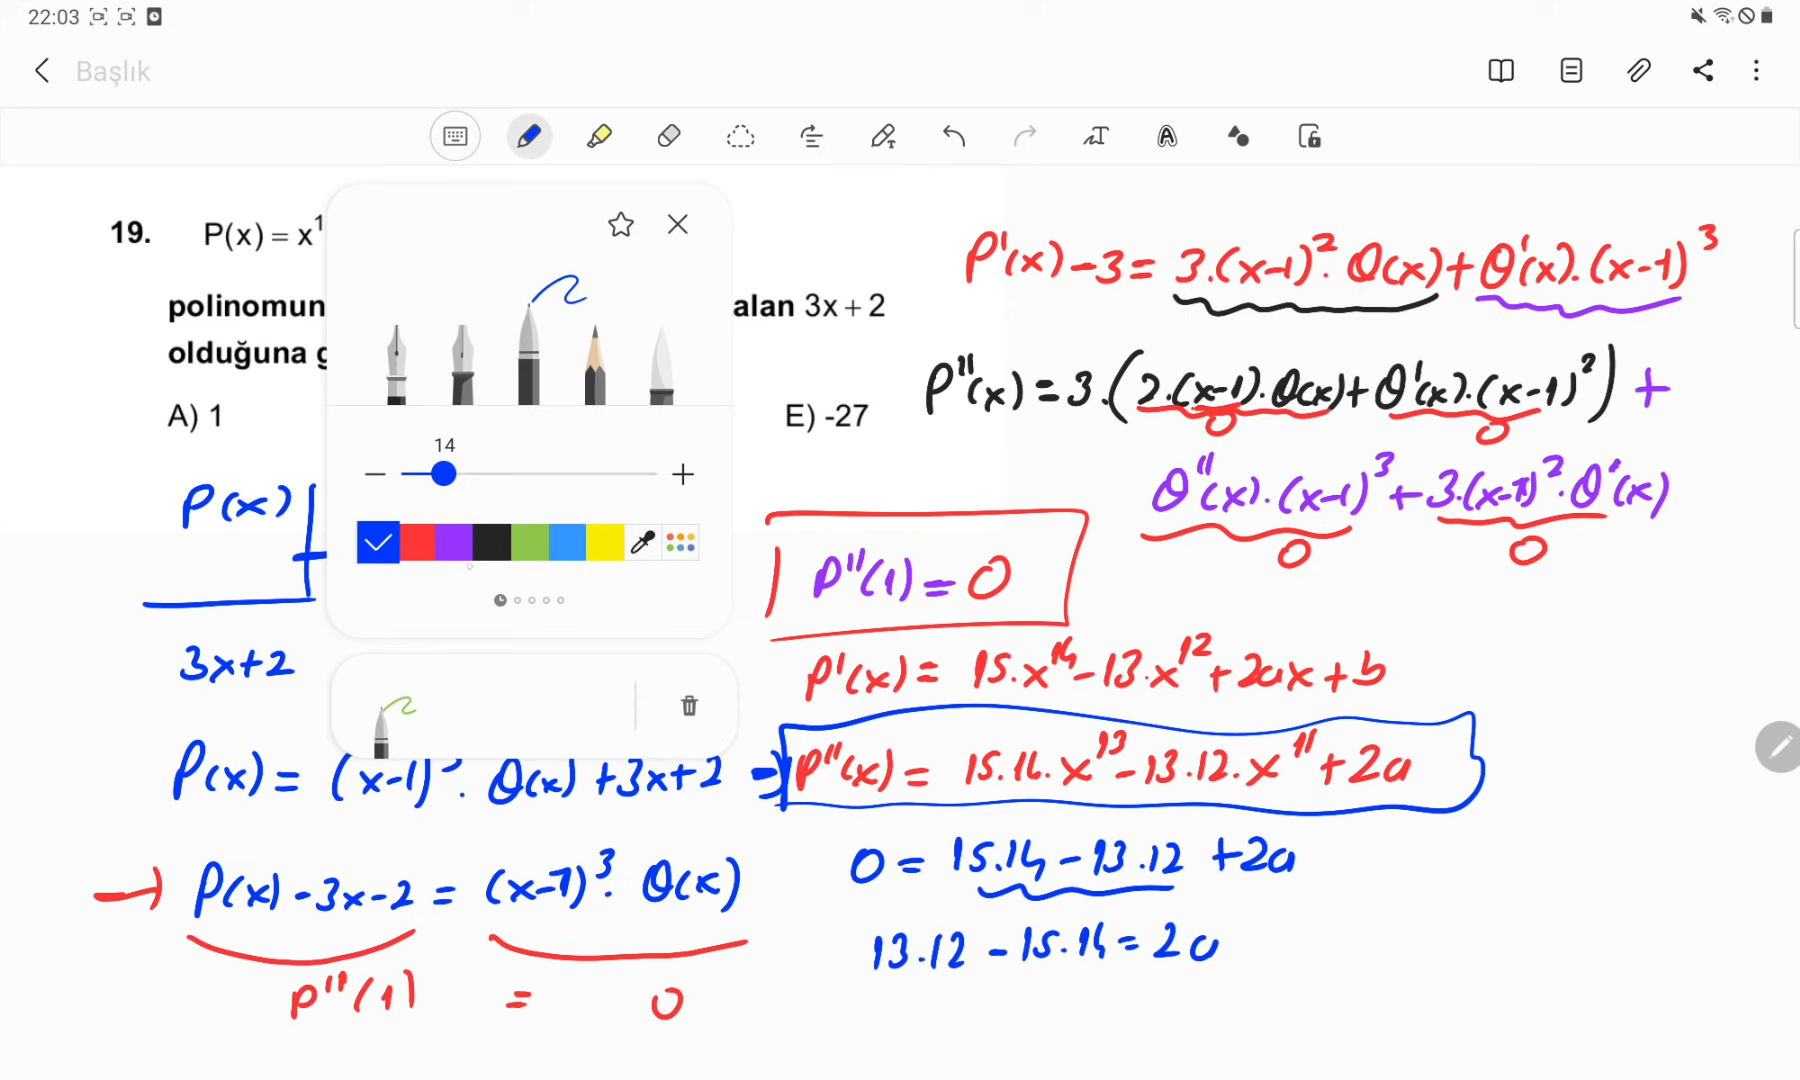 22:03
Başlık
19. P(x) = x¹
polinomun alan 3x + 2
olduğuna g
A) 1 E) -27
14
P(x)
3x+2
P(x) = (x-1)³ . Q(x) + 3x+2 ⇒
→ P(x) - 3x - 2 = (x-1)³ . Q(x)
P''(1) = 0
P'(x) - 3 = 3.(x-1)² . Q(x) + Q'(x).(x-1)³
P''(x) = 3.(2.(x-1).Q(x) + Q'(x).(x-1)²) +
0 0
Q''(x).(x-1)³ + 3.(x-1)² . Q'(x)
0 0
P''(1) = 0
P'(x) = 15.x¹⁴ - 13.x¹² + 2ax + b
P''(x) = 15.14.x¹³ - 13.12.x¹¹ + 2a
0 = 15.14 - 13.12 + 2a
13.12 - 15.14 = 2a